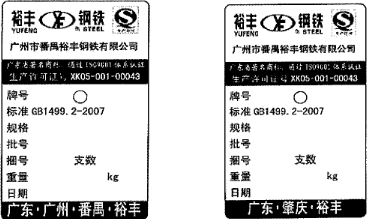 裕丰 钢铁
YUFENG & STEEL
广州市番禺裕丰钢铁有限公司
广东省著名商标,通过ISO9001体系认证
生产许可证号 XK05-001-00043
牌号
标准 GB1499.2-2007
规格
批号
捆号 支数
重量 kg
日期
广东·广州·番禺·裕丰
裕丰 钢铁
YUFENG & STEEL
广州市番禺裕丰钢铁有限公司
广东省著名商标,通过ISO9001体系认证
生产许可证号 XK05-001-00043
牌号
标准 GB1499.2-2007
规格
批号
捆号 支数
重量 kg
日期
广东·肇庆·裕丰